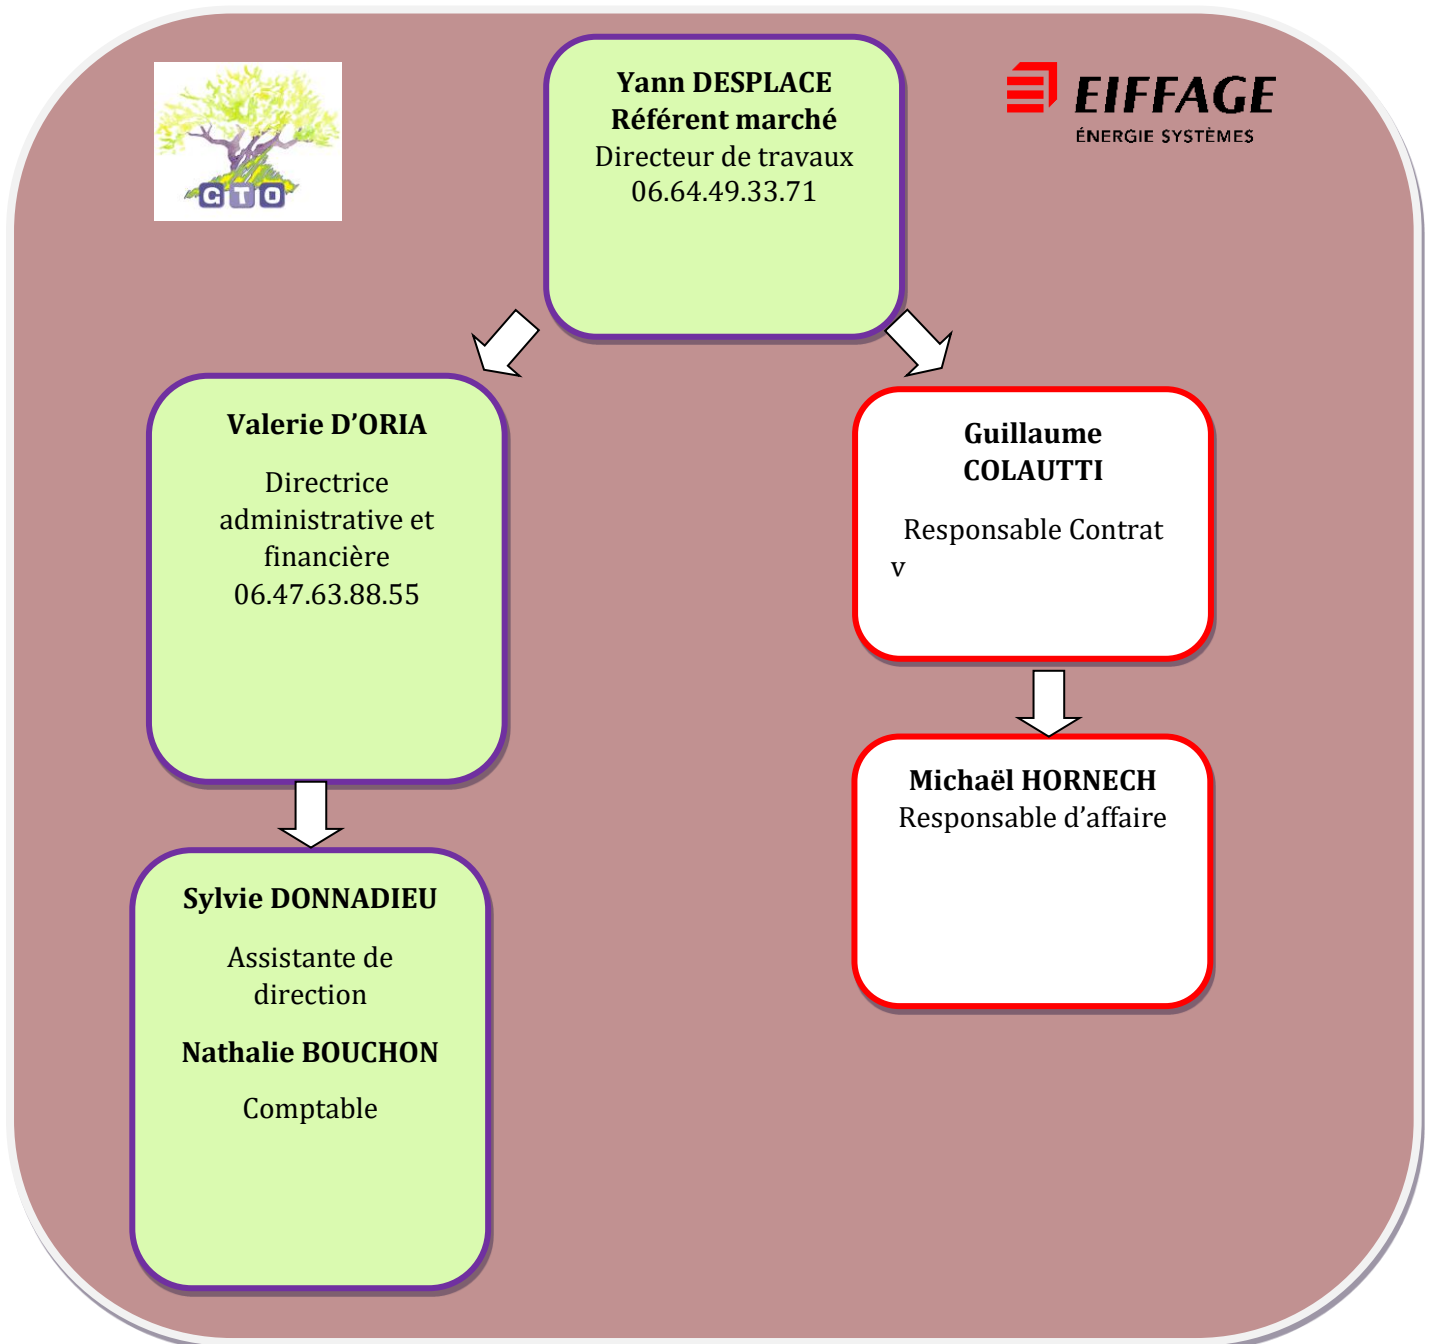 GTO
Yann DESPLACE
Référent marché
Directeur de travaux
06.64.49.33.71
EIFFAGE
ÉNERGIE SYSTÈMES
Valerie D’ORIA
Directrice
administrative et
financière
06.47.63.88.55
Guillaume
COLAUTTI
Responsable Contrat
v
Michaël HORNECH
Responsable d’affaire
Sylvie DONNADIEU
Assistante de
direction
Nathalie BOUCHON
Comptable